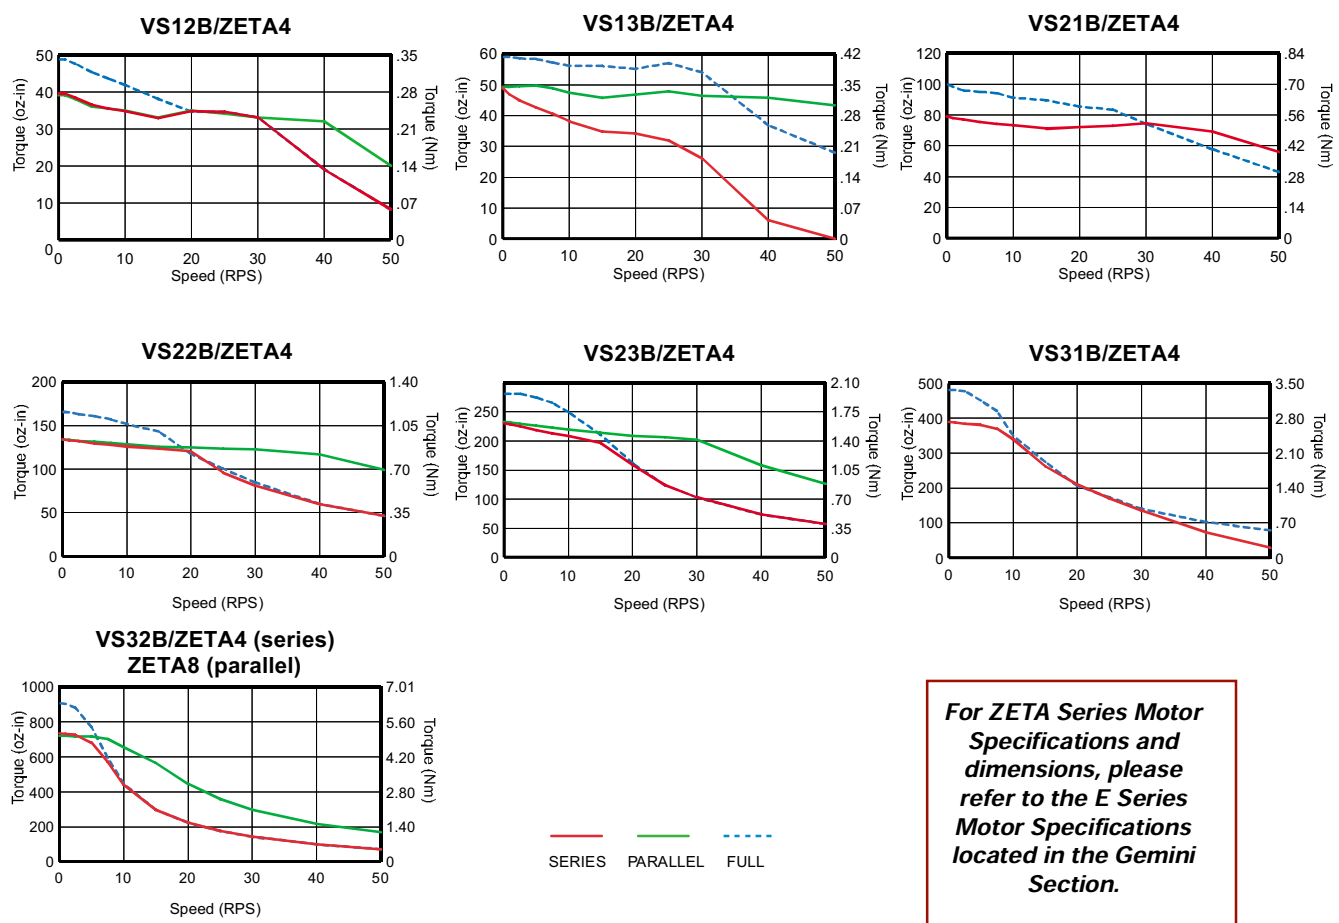 VS12B/ZETA4
50
40
30
20
10
0
Torque (oz-in)
.35
.28
.21
.14
.07
0
Torque (Nm)
0 10 20 30 40 50
Speed (RPS)
VS13B/ZETA4
60
50
40
30
20
10
0
Torque (oz-in)
.42
.35
.28
.21
.14
.07
0
Torque (Nm)
0 10 20 30 40 50
Speed (RPS)
VS21B/ZETA4
120
100
80
60
40
20
0
Torque (oz-in)
.84
.70
.56
.42
.28
.14
0
Torque (Nm)
0 10 20 30 40 50
Speed (RPS)
VS22B/ZETA4
200
150
100
50
0
Torque (oz-in)
1.40
1.05
.70
.35
0
Torque (Nm)
0 10 20 30 40 50
Speed (RPS)
VS23B/ZETA4
250
200
150
100
50
0
Torque (oz-in)
2.10
1.75
1.40
1.05
.70
.35
0
Torque (Nm)
0 10 20 30 40 50
Speed (RPS)
VS31B/ZETA4
500
400
300
200
100
0
Torque (oz-in)
3.50
2.80
2.10
1.40
.70
0
Torque (Nm)
0 10 20 30 40 50
Speed (RPS)
VS32B/ZETA4 (series)
ZETA8 (parallel)
1000
800
600
400
200
0
Torque (oz-in)
7.01
5.60
4.20
2.80
1.40
0
Torque (Nm)
0 10 20 30 40 50
Speed (RPS)
SERIES PARALLEL FULL
For ZETA Series Motor
Specifications and
dimensions, please
refer to the E Series
Motor Specifications
located in the Gemini
Section.